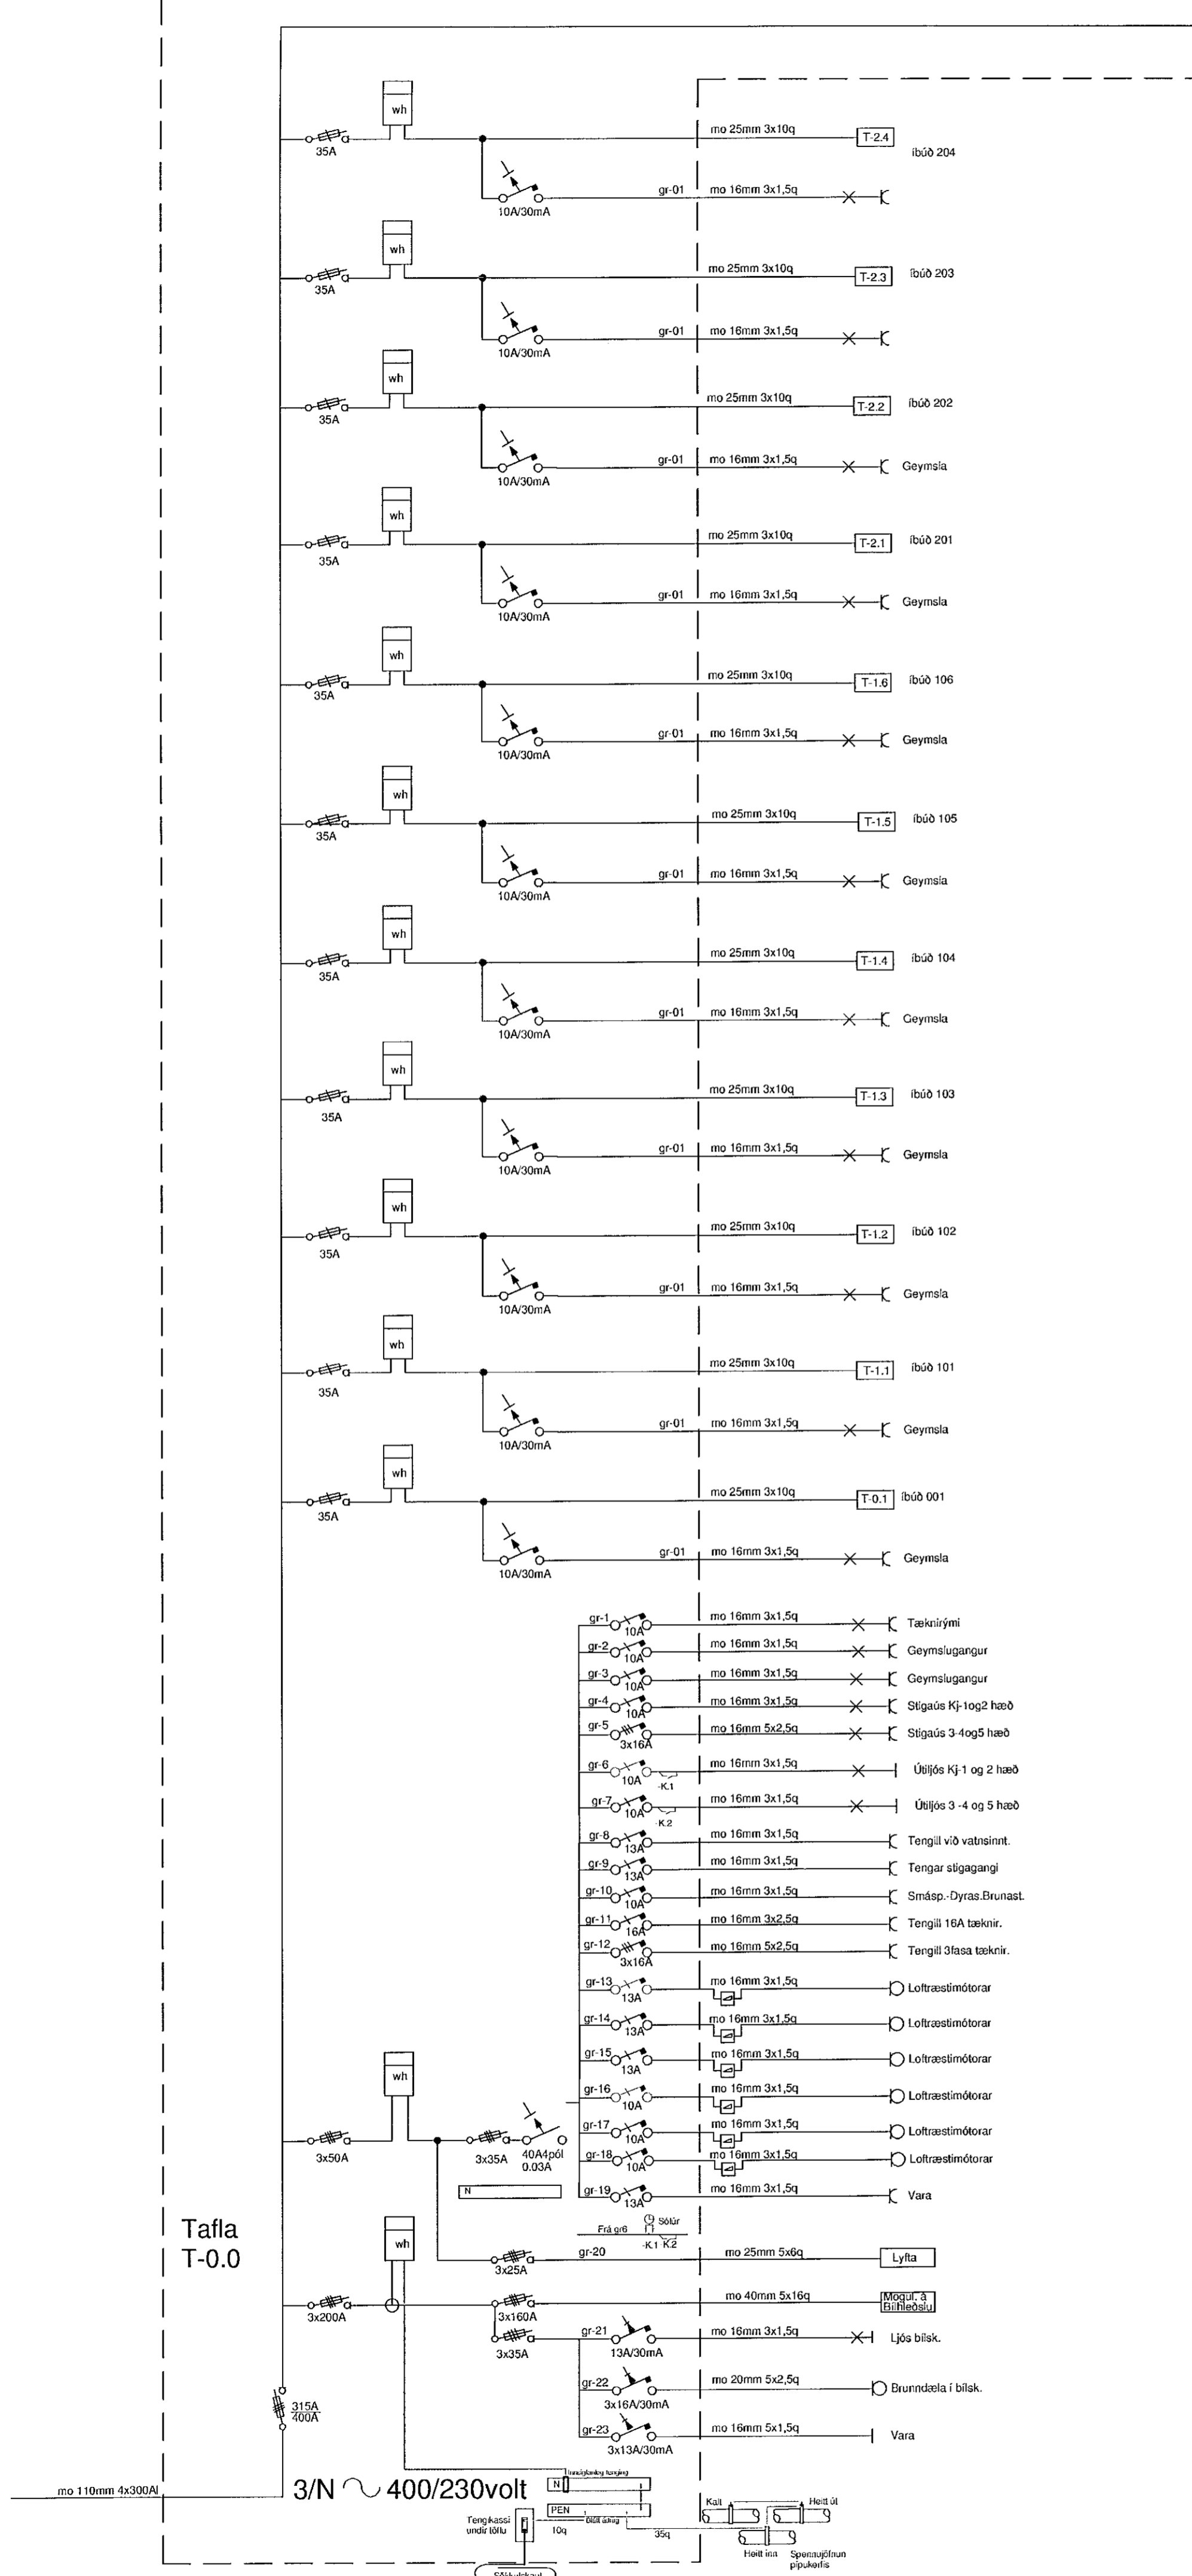 wh
35A
mo 25mm 3x10q
T-2.4
íbúð 204
10A/30mA
gr-01
mo 16mm 3x1,5q
wh
35A
mo 25mm 3x10q
T-2.3
íbúð 203
10A/30mA
gr-01
mo 16mm 3x1,5q
wh
35A
mo 25mm 3x10q
T-2.2
íbúð 202
10A/30mA
gr-01
mo 16mm 3x1,5q
Geymsla
wh
35A
mo 25mm 3x10q
T-2.1
íbúð 201
10A/30mA
gr-01
mo 16mm 3x1,5q
Geymsla
wh
35A
mo 25mm 3x10q
T-1.6
íbúð 106
10A/30mA
gr-01
mo 16mm 3x1,5q
Geymsla
wh
35A
mo 25mm 3x10q
T-1.5
íbúð 105
10A/30mA
gr-01
mo 16mm 3x1,5q
Geymsla
wh
35A
mo 25mm 3x10q
T-1.4
íbúð 104
10A/30mA
gr-01
mo 16mm 3x1,5q
Geymsla
wh
35A
mo 25mm 3x10q
T-1.3
íbúð 103
10A/30mA
gr-01
mo 16mm 3x1,5q
Geymsla
wh
35A
mo 25mm 3x10q
T-1.2
íbúð 102
10A/30mA
gr-01
mo 16mm 3x1,5q
Geymsla
wh
35A
mo 25mm 3x10q
T-1.1
íbúð 101
10A/30mA
gr-01
mo 16mm 3x1,5q
Geymsla
wh
35A
mo 25mm 3x10q
T-0.1
íbúð 001
10A/30mA
gr-01
mo 16mm 3x1,5q
Geymsla
gr-1 10A mo 16mm 3x1,5q Tæknirými
gr-2 10A mo 16mm 3x1,5q Geymslugangur
gr-3 10A mo 16mm 3x1,5q Geymslugangur
gr-4 10A mo 16mm 3x1,5q Stigaús Kj-1og2 hæð
gr-5 3x16A mo 16mm 5x2,5q Stigaús 3-4og5 hæð
gr-6 10A -K.1 mo 16mm 3x1,5q Útiljós Kj-1 og 2 hæð
gr-7 10A -K.2 mo 16mm 3x1,5q Útiljós 3 -4 og 5 hæð
gr-8 13A mo 16mm 3x1,5q Tengill við vatnsinnt.
gr-9 13A mo 16mm 3x1,5q Tengar stigagangi
gr-10 10A mo 16mm 3x1,5q Smásp.-Dyras.Brunast.
gr-11 16A mo 16mm 3x2,5q Tengill 16A tæknir.
gr-12 3x16A mo 16mm 5x2,5q Tengill 3fasa tæknir.
gr-13 13A mo 16mm 3x1,5q Loftræstimótorar
gr-14 13A mo 16mm 3x1,5q Loftræstimótorar
gr-15 13A mo 16mm 3x1,5q Loftræstimótorar
gr-16 10A mo 16mm 3x1,5q Loftræstimótorar
gr-17 10A mo 16mm 3x1,5q Loftræstimótorar
gr-18 10A mo 16mm 3x1,5q Loftræstimótorar
gr-19 13A mo 16mm 3x1,5q Vara
wh
3x50A
3x35A
40A4pól
0.03A
N
Tafla
T-0.0
Frá gr6
Sólúr
-K.1 K.2
wh
3x25A
gr-20
mo 25mm 5x6q
Lyfta
3x200A
3x160A
mo 40mm 5x16q
Mögul. á
Bílhleðslu
3x35A
gr-21
13A/30mA
mo 16mm 3x1,5q
Ljós bílsk.
gr-22
3x16A/30mA
mo 20mm 5x2,5q
Brunndæla í bílsk.
gr-23
3x13A/30mA
mo 16mm 5x1,5q
Vara
315A
400A
mo 110mm 4x300Al
3/N ~ 400/230volt
N
PEN
Tengikassi
undir töflu
10q
35q
Kalt
Heitt út
Heitt inn
Spennujöfnun
pípukerfis
Sökkulskaut